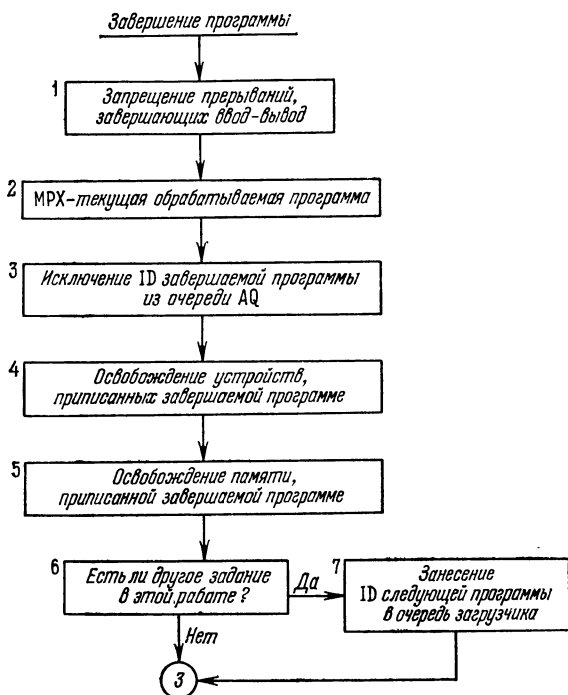 Завершение программы
1
Запрещение прерываний,
завершающих ввод-вывод
2
MPX-текущая обрабатываемая программа
3
Исключение ID завершаемой программы
из очереди AQ
4
Освобождение устройств,
приписанных завершаемой программе
5
Освобождение памяти,
приписанной завершаемой программе
6
Есть ли другое задание
в этой работе?
Да
7
Занесение
ID следующей программы
в очередь загрузчика
Нет
3